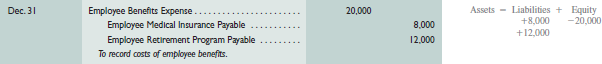 Dec. 31 Employee Benefits Expense . . . . . . . . . . . . . . . . . . . . . . 20,000 Assets = Liabilities + Equity
Employee Medical Insurance Payable . . . . . . . . . . . 8,000 +8,000 −20,000
Employee Retirement Program Payable . . . . . . . . . 12,000 +12,000
To record costs of employee benefits.